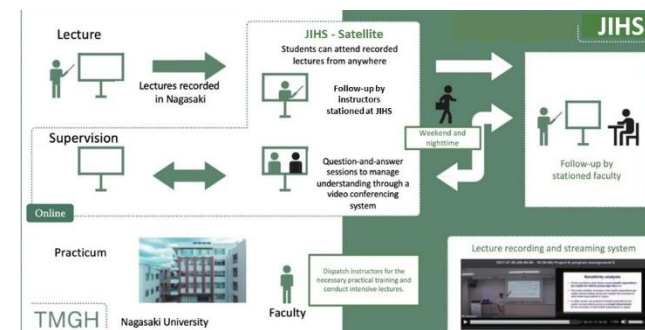 Lecture
JIHS - Satellite
JIHS
Students can attend recorded
lectures from anywhere
Lectures recorded
in Nagasaki
Follow-up by
instructors
stationed at JIHS
Weekend and
nighttime
Supervision
Question-and-answer
sessions to manage
understanding through a
video conferencing
system
Follow-up by
stationed faculty
Online
Practicum
Dispatch instructors for the
necessary practical training and
conduct intensive lectures.
Lecture recording and streaming system
Sensitivity analysis
TMGH
Nagasaki University
Faculty